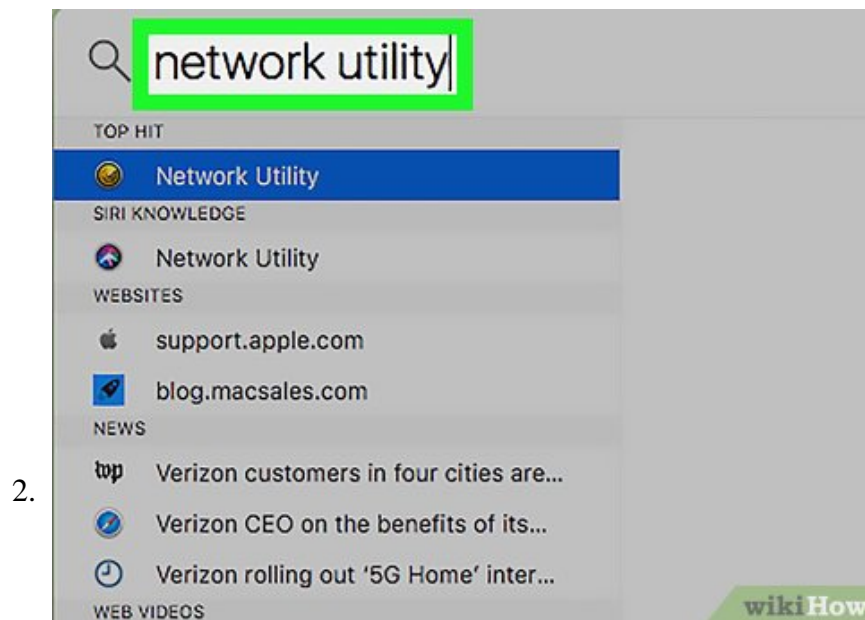 network utility
TOP HIT
Network Utility
SIRI KNOWLEDGE
Network Utility
WEBSITES
support.apple.com
blog.macsales.com
NEWS
wp Verizon customers in four cities are...
2.
Verizon CEO on the benefits of its...
Verizon rolling out ‘5G Home’ inter...
WEB VIDEOS
wikiHow